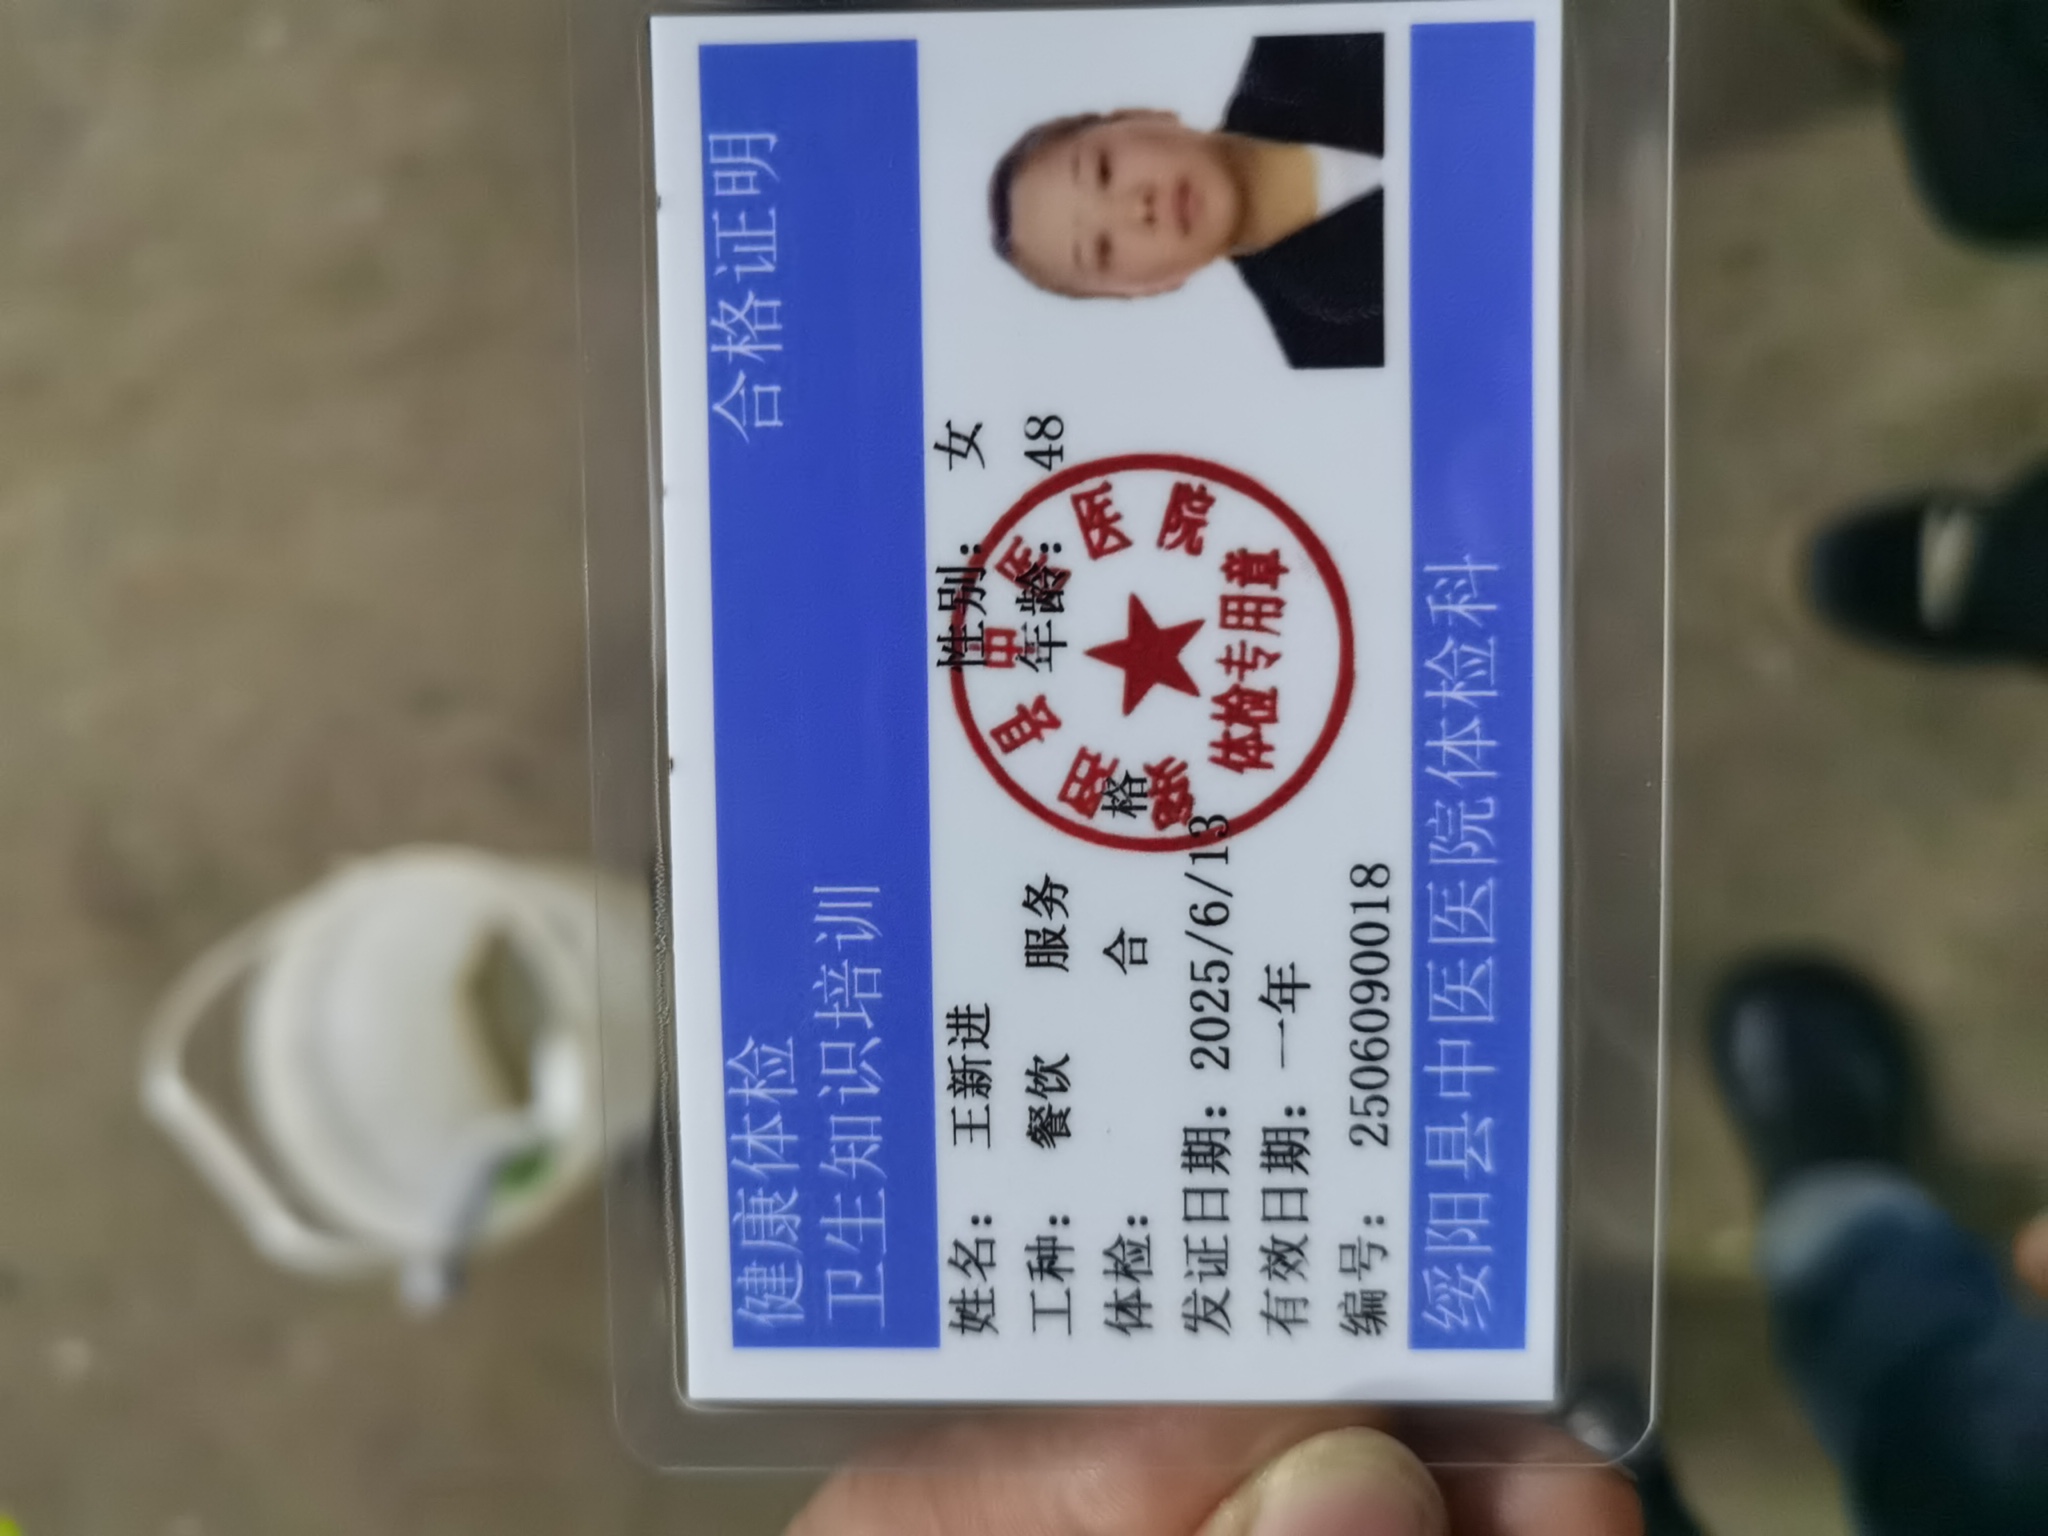 健康体检 合格证明
卫生知识培训
姓名： 王新进 性别： 女
工种： 餐饮 服务 年龄： 48
体检： 合 格
发证日期：2025/6/13
有效日期：一年
编号： 2506090018
绥阳县中医医院体检科
绥阳县中医医院
体检专用章